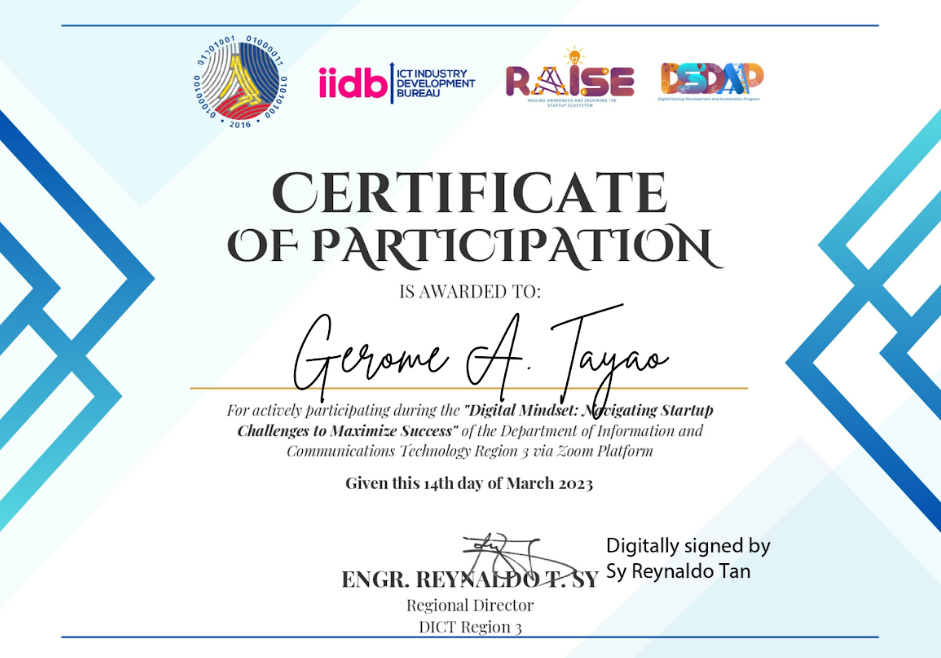 01101001 01000011 01010100 2016 01000100
iidb ICT INDUSTRY
DEVELOPMENT
BUREAU
RAISE
RAISING AWARENESS AND INSPIRING THE
STARTUP ECOSYSTEM
DSDAP
Digital Startup Development and Acceleration Program
CERTIFICATE
OF PARTICIPATION
IS AWARDED TO:
Gerome A. Tayao
For actively participating during the "Digital Mindset: Navigating Startup
Challenges to Maximize Success" of the Department of Information and
Communications Technology Region 3 via Zoom Platform
Given this 14th day of March 2023
Digitally signed by
Sy Reynaldo Tan
ENGR. REYNALDO T. SY
Regional Director
DICT Region 3